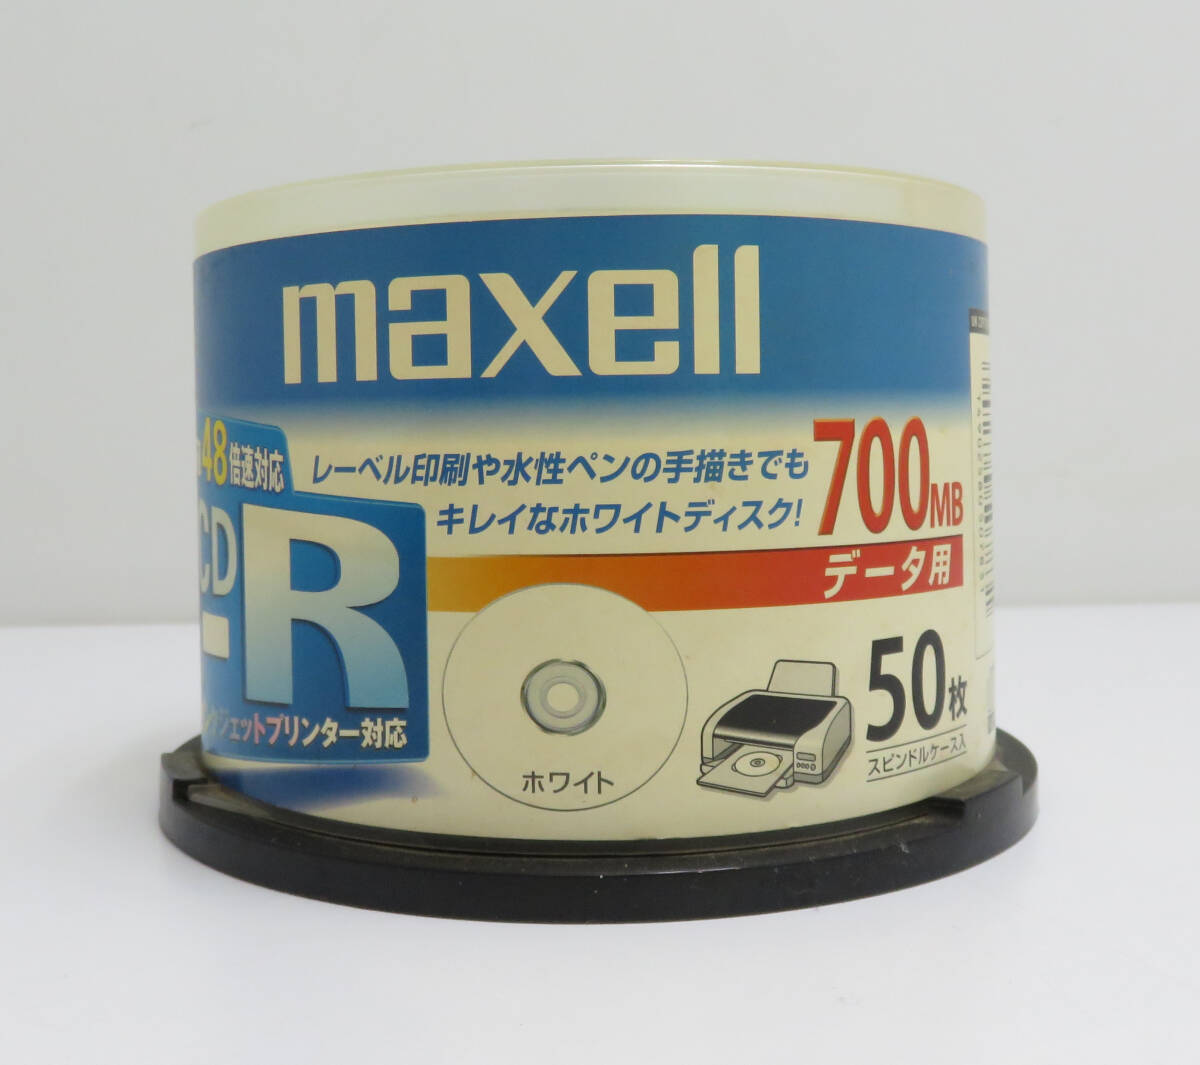 maxell
48倍速対応
CD
-R
ンクジェットプリンター対応
レーベル印刷や水性ペンの手描きでも
キレイなホワイトディスク!
700MB
データ用
ホワイト
50枚
スピンドルケース入